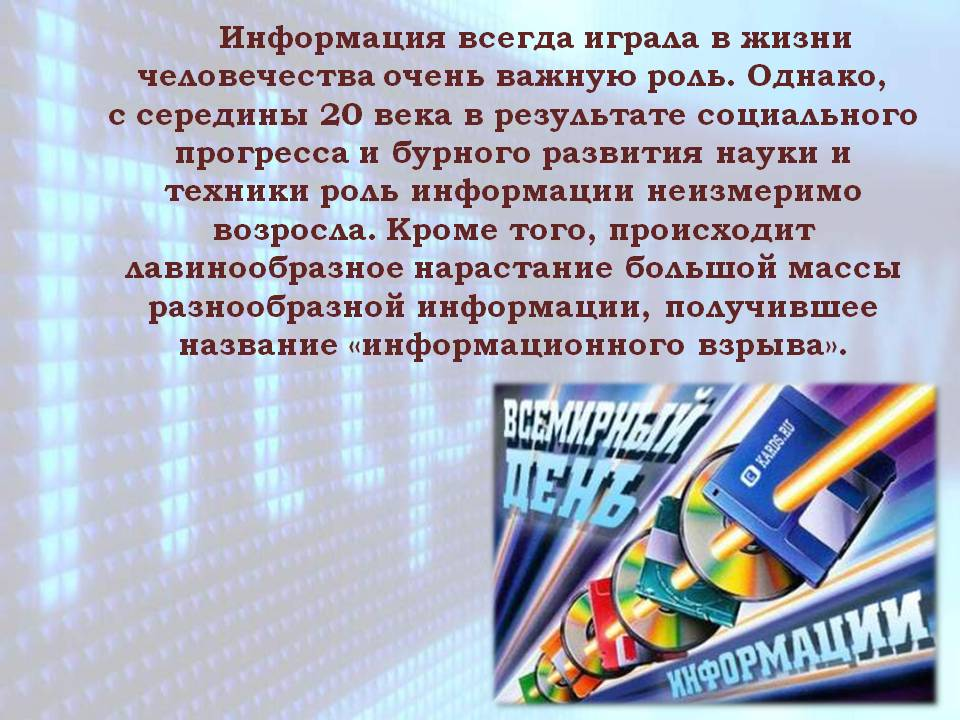 Информация всегда играла в жизни
человечества очень важную роль. Однако,
с середины 20 века в результате социального
прогресса и бурного развития науки и
техники роль информации неизмеримо
возросла. Кроме того, происходит
лавинообразное нарастание большой массы
разнообразной информации, получившее
название «информационного взрыва».
ВСЕМИРНЫЙ
ДЕНЬ
© KARDS.RU
ИНФОРМАЦИИ